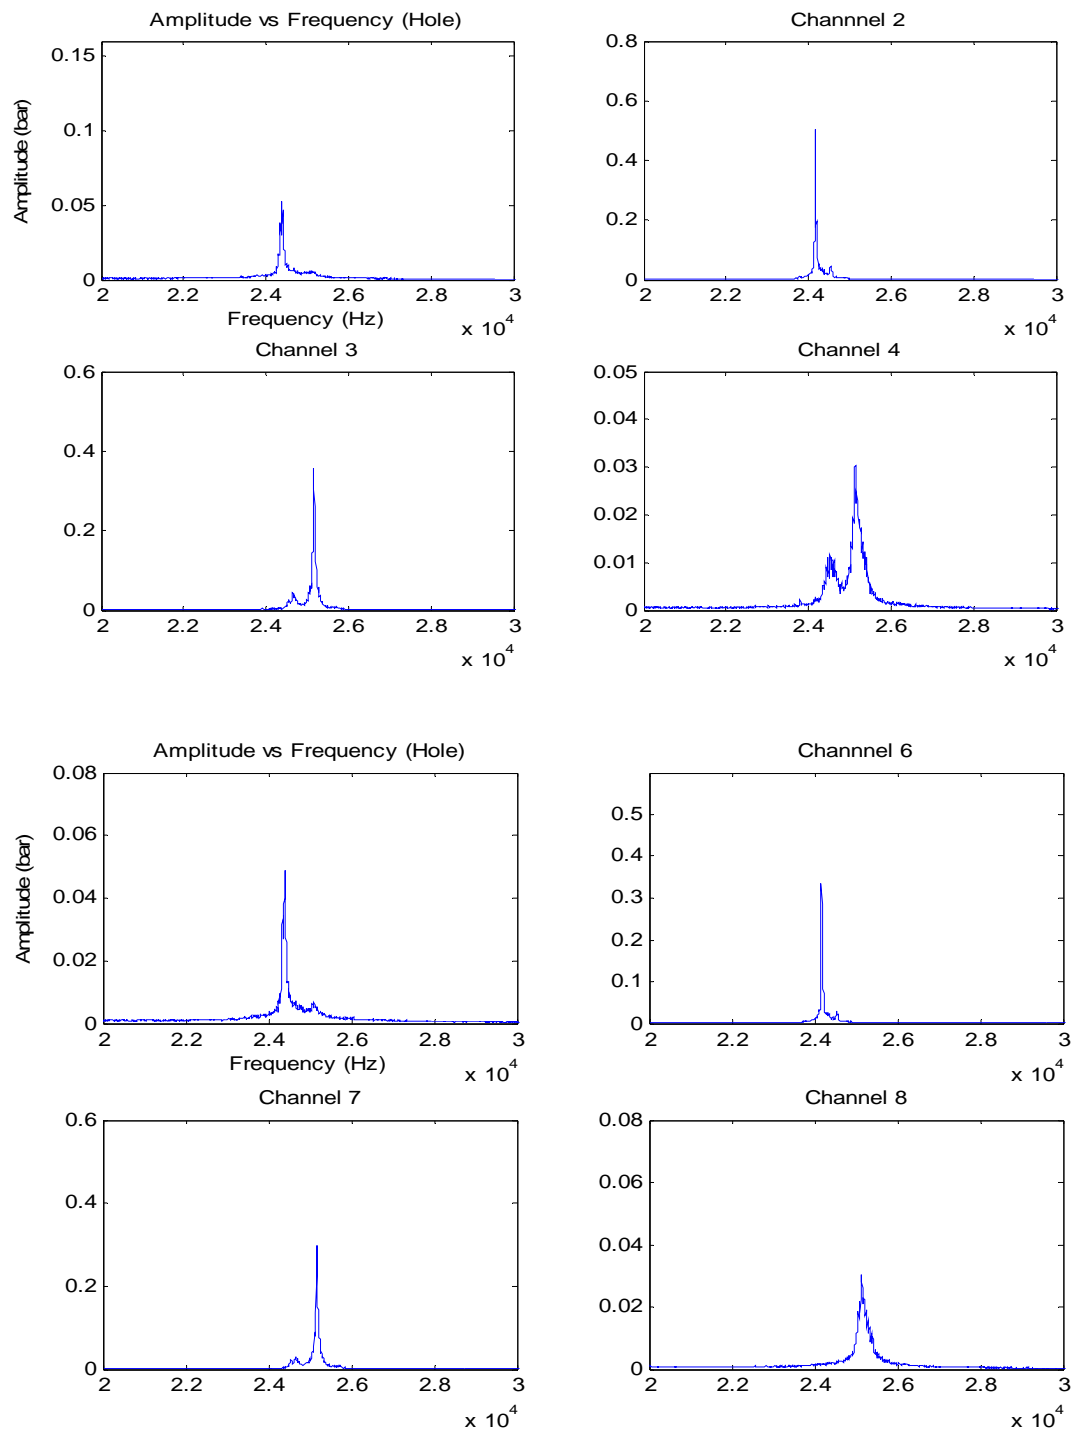 Amplitude vs Frequency (Hole)
0.15
0.1
0.05
0
Amplitude (bar)
2 2.2 2.4 2.6 2.8 3
Frequency (Hz)
x 10^4
Channnel 2
0.8
0.6
0.4
0.2
0
2 2.2 2.4 2.6 2.8 3
x 10^4
Channel 3
0.6
0.4
0.2
0
2 2.2 2.4 2.6 2.8 3
x 10^4
Channel 4
0.05
0.04
0.03
0.02
0.01
0
2 2.2 2.4 2.6 2.8 3
x 10^4
Amplitude vs Frequency (Hole)
0.08
0.06
0.04
0.02
0
Amplitude (bar)
2 2.2 2.4 2.6 2.8 3
Frequency (Hz)
x 10^4
Channnel 6
0.5
0.4
0.3
0.2
0.1
0
2 2.2 2.4 2.6 2.8 3
x 10^4
Channel 7
0.6
0.4
0.2
0
2 2.2 2.4 2.6 2.8 3
x 10^4
Channel 8
0.08
0.06
0.04
0.02
0
2 2.2 2.4 2.6 2.8 3
x 10^4